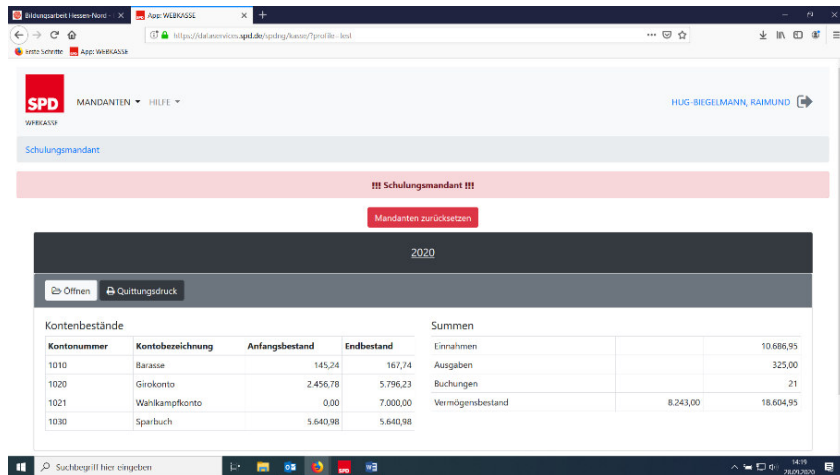 Bildungsarbeit Hessen-Nord -
App: WEBKASSE
https://dataservices.spd.de/spdng/kasse/?profile=test
Erste Schritte App: WEBKASSE
SPD
WEBKASSE
MANDANTEN HILFE
HUG-BIEGELMANN, RAIMUND
Schulungsmandant
!!! Schulungsmandant !!!
Mandanten zurücksetzen
2020
Öffnen Quittungsdruck
Kontenbestände
Kontonummer Kontobezeichnung Anfangsbestand Endbestand
1010 Barasse 145,24 167,74
1020 Girokonto 2.456,78 5.796,23
1021 Wahlkampfkonto 0,00 7.000,00
1030 Sparbuch 5.640,98 5.640,98
Summen
Einnahmen 10.686,95
Ausgaben 325,00
Buchungen 21
Vermögensbestand 8.243,00 18.604,95
Suchbegriff hier eingeben
14:19
28.09.2020